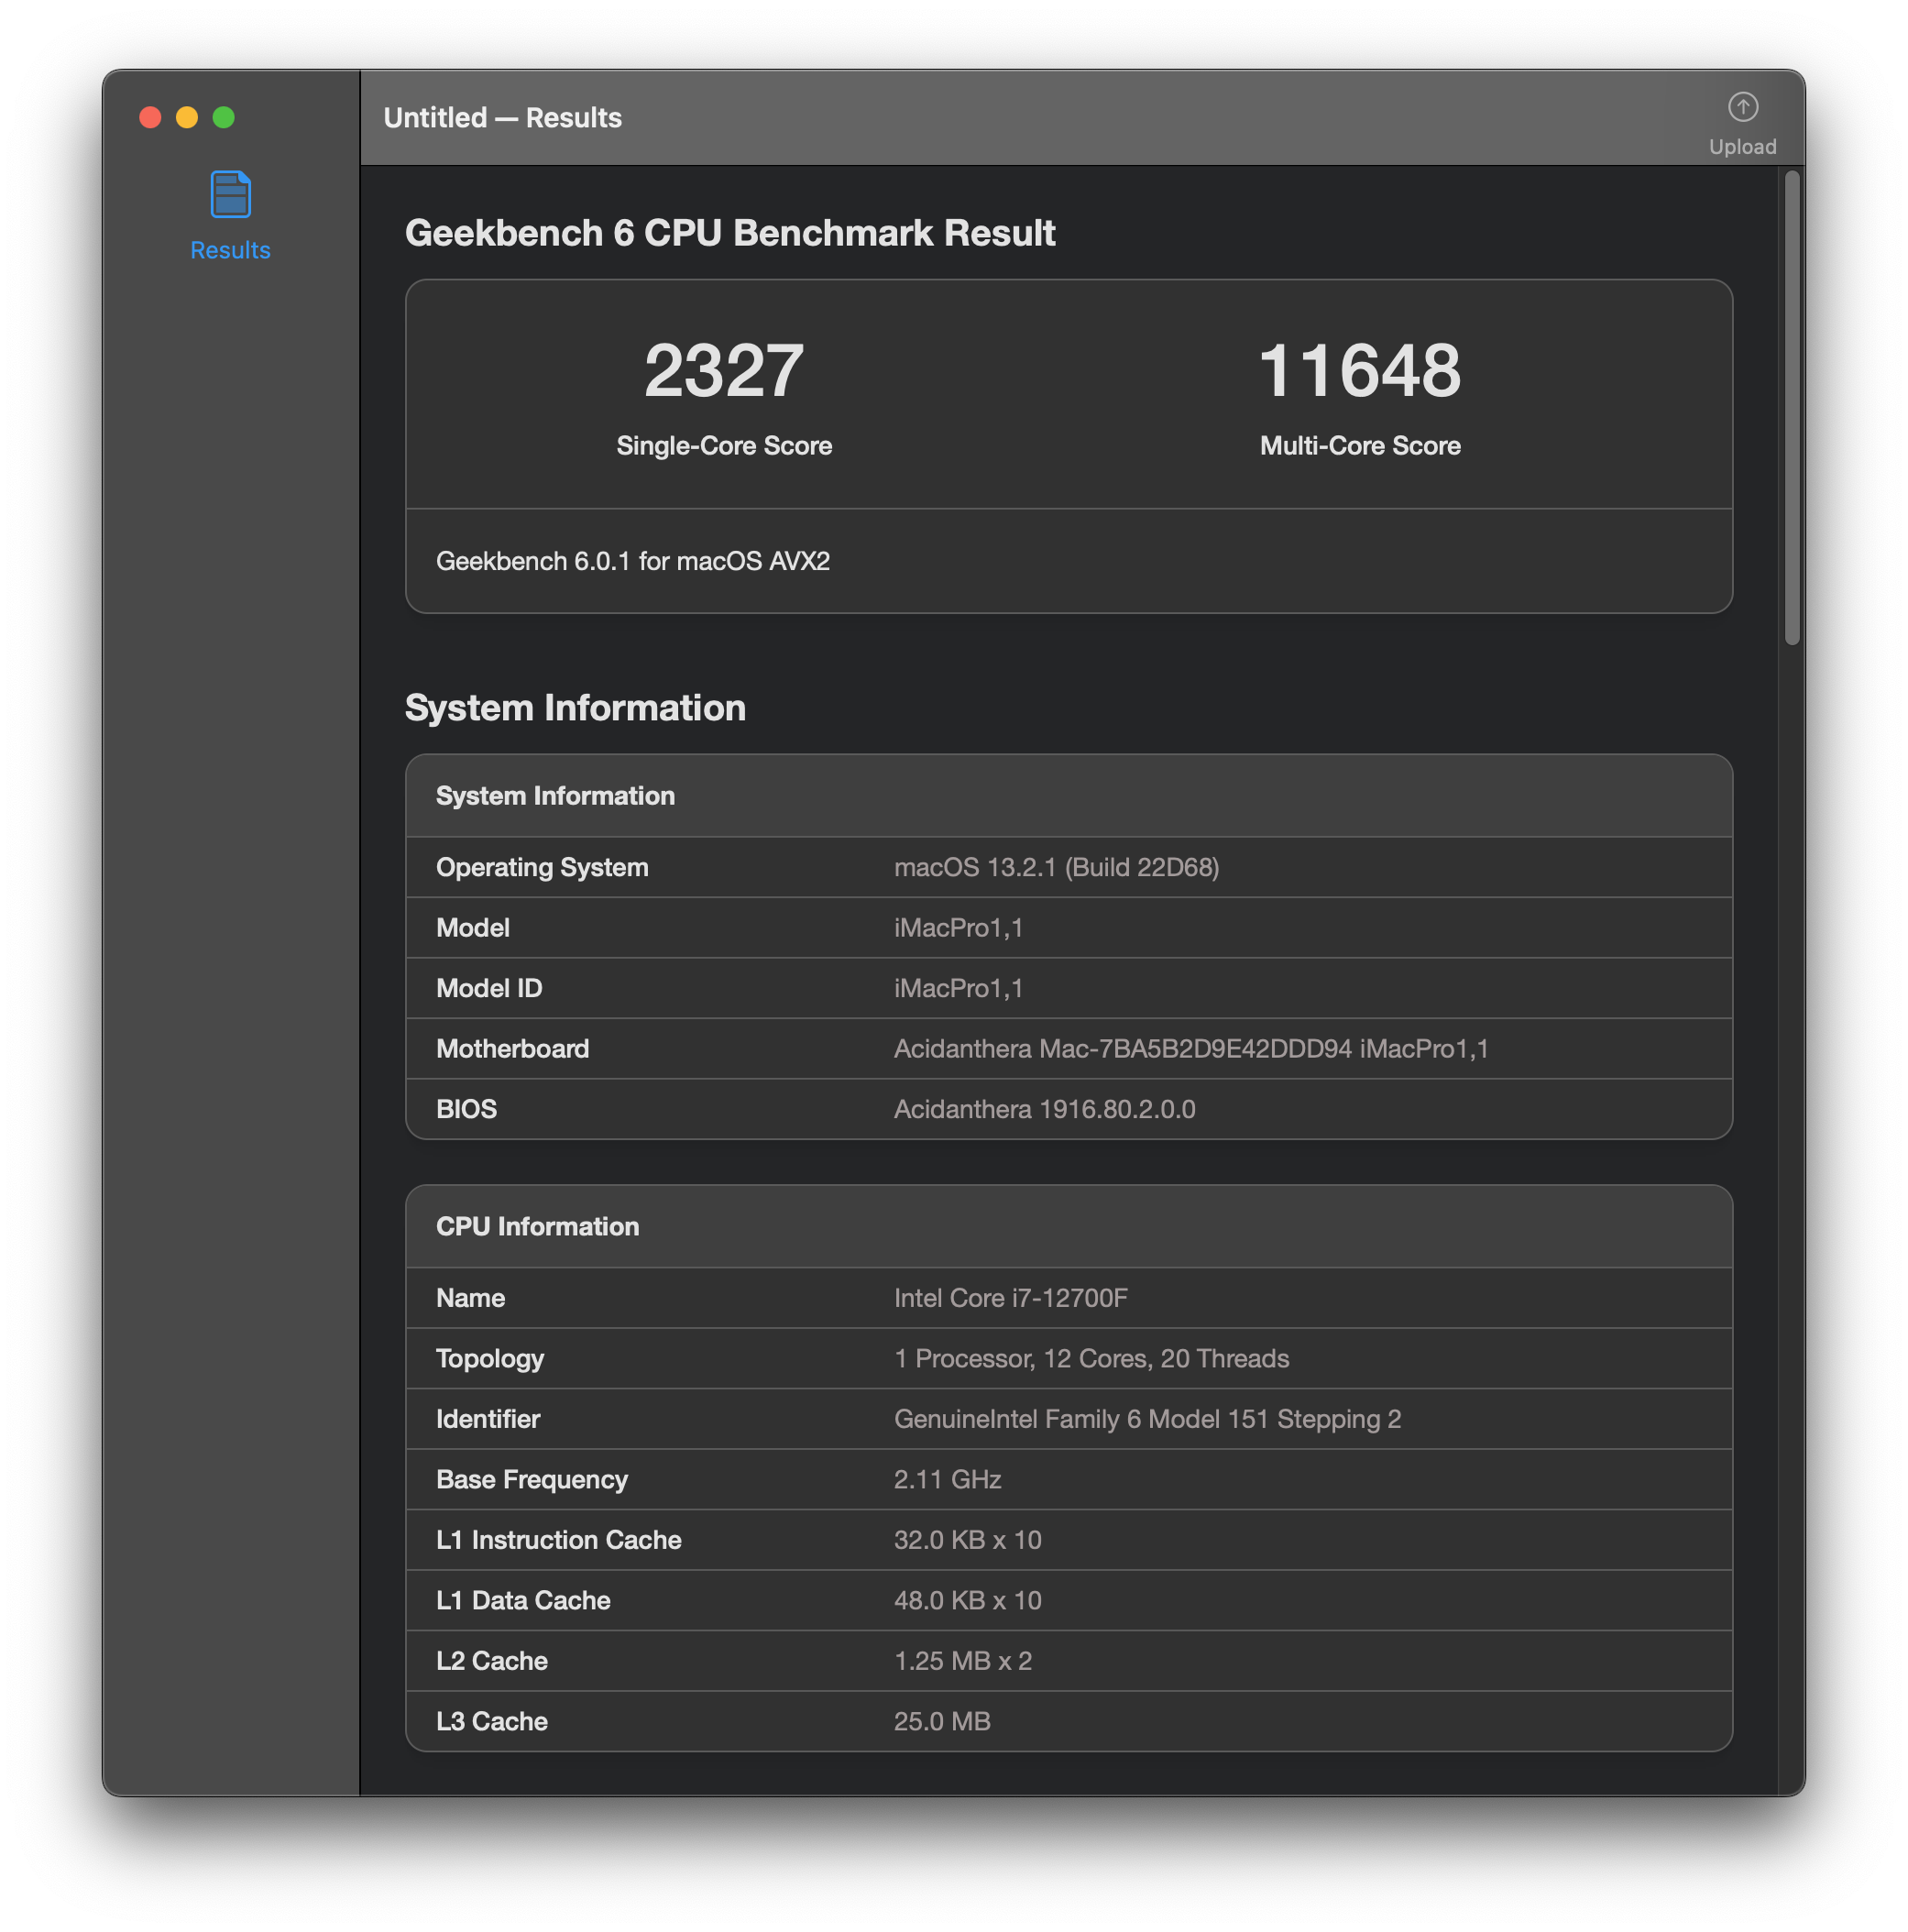 Untitled — Results
Upload
Results
Geekbench 6 CPU Benchmark Result
2327 11648
Single-Core Score Multi-Core Score
Geekbench 6.0.1 for macOS AVX2
System Information
System Information
Operating System macOS 13.2.1 (Build 22D68)
Model iMacPro1,1
Model ID iMacPro1,1
Motherboard Acidanthera Mac-7BA5B2D9E42DDD94 iMacPro1,1
BIOS Acidanthera 1916.80.2.0.0
CPU Information
Name Intel Core i7-12700F
Topology 1 Processor, 12 Cores, 20 Threads
Identifier GenuineIntel Family 6 Model 151 Stepping 2
Base Frequency 2.11 GHz
L1 Instruction Cache 32.0 KB x 10
L1 Data Cache 48.0 KB x 10
L2 Cache 1.25 MB x 2
L3 Cache 25.0 MB